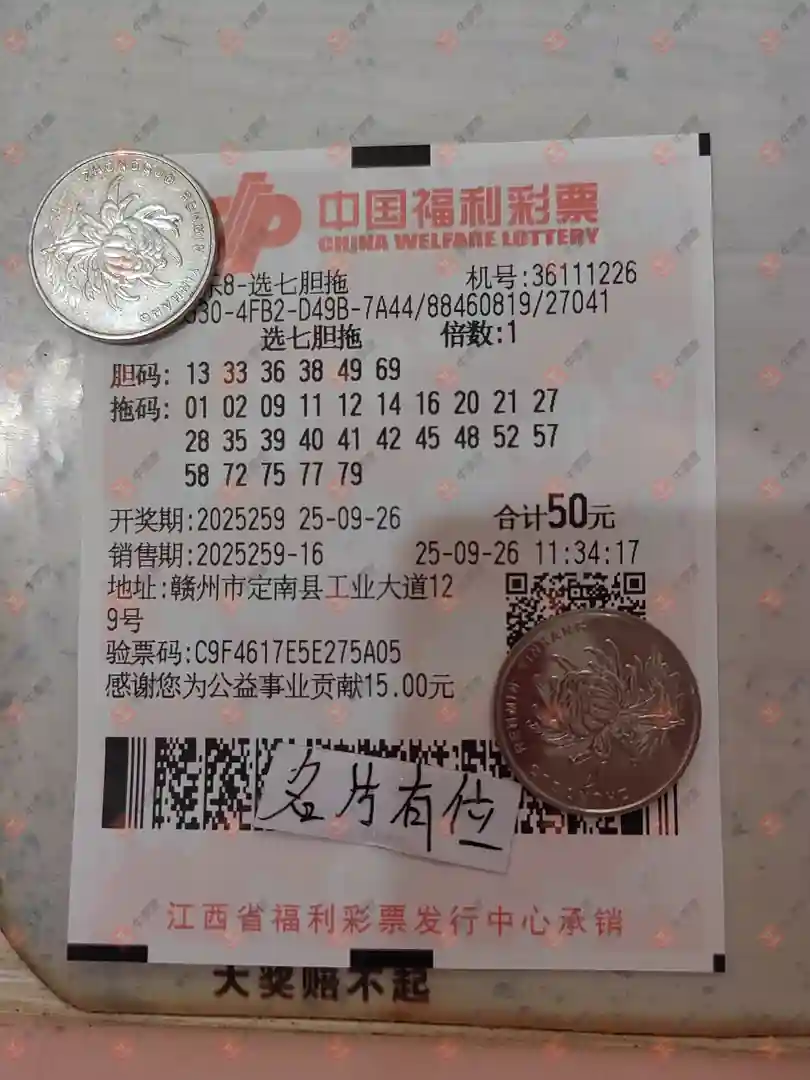 中国福利彩票
CHINA WELFARE LOTTERY
乐8-选七胆拖 机号:36111226
530-4FB2-D49B-7A44/88460819/27041
选七胆拖 倍数:1
胆码: 13 33 36 38 49 69
拖码: 01 02 09 11 12 14 16 20 21 27
28 35 39 40 41 42 45 48 52 57
58 72 75 77 79
开奖期:2025259 25-09-26 合计50元
销售期:2025259-16 25-09-26 11:34:17
地址:赣州市定南县工业大道12
9号
验票码:C9F4617E5E275A05
感谢您为公益事业贡献15.00元
名片有位
江西省福利彩票发行中心承销
大奖赔不起